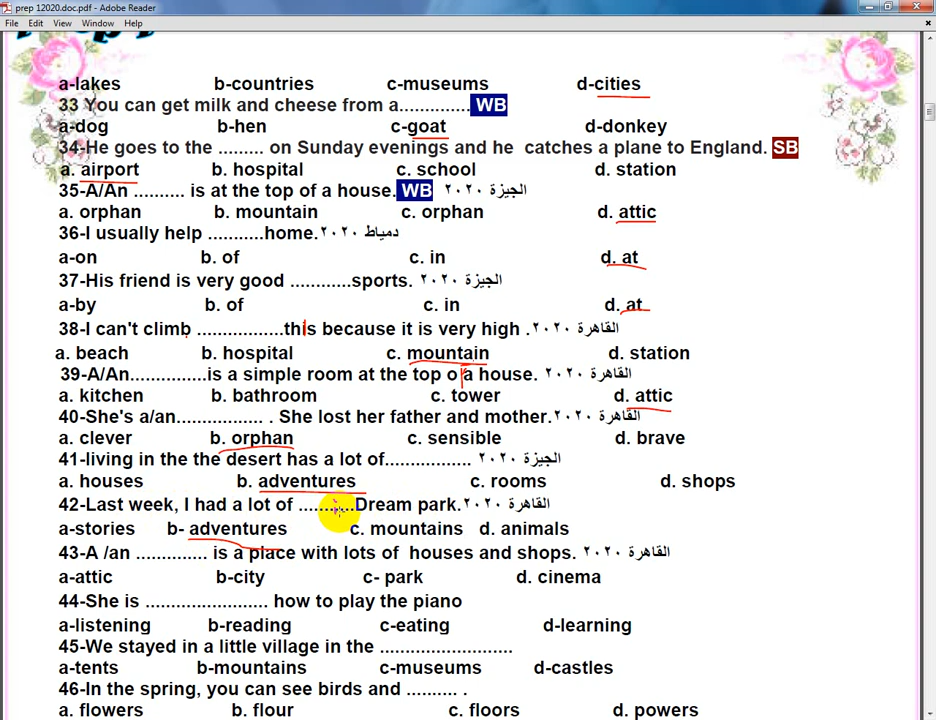 prep 12020.doc.pdf - Adobe Reader
File Edit View Window Help
a-lakes b-countries c-museums d-cities
33 You can get milk and cheese from a.............. WB
a-dog b-hen c-goat d-donkey
34-He goes to the ......... on Sunday evenings and he catches a plane to England. SB
a. airport b. hospital c. school d. station
35-A/An .......... is at the top of a house. WB الجيزة ٢٠٢٠
a. orphan b. mountain c. orphan d. attic
36-I usually help ...........home. دمياط ٢٠٢٠
a-on b. of c. in d. at
37-His friend is very good ............sports. الجيزة ٢٠٢٠
a-by b. of c. in d. at
38-I can't climb .................this because it is very high . القاهرة ٢٠٢٠
a. beach b. hospital c. mountain d. station
39-A/An...............is a simple room at the top of a house. القاهرة ٢٠٢٠
a. kitchen b. bathroom c. tower d. attic
40-She's a/an................. . She lost her father and mother. القاهرة ٢٠٢٠
a. clever b. orphan c. sensible d. brave
41-living in the the desert has a lot of................. الجيزة ٢٠٢٠
a. houses b. adventures c. rooms d. shops
42-Last week, I had a lot of ...........Dream park. القاهرة ٢٠٢٠
a-stories b- adventures c. mountains d. animals
43-A /an .............. is a place with lots of houses and shops. القاهرة ٢٠٢٠
a-attic b-city c- park d. cinema
44-She is ........................ how to play the piano
a-listening b-reading c-eating d-learning
45-We stayed in a little village in the ..........................
a-tents b-mountains c-museums d-castles
46-In the spring, you can see birds and .......... .
a. flowers b. flour c. floors d. powers